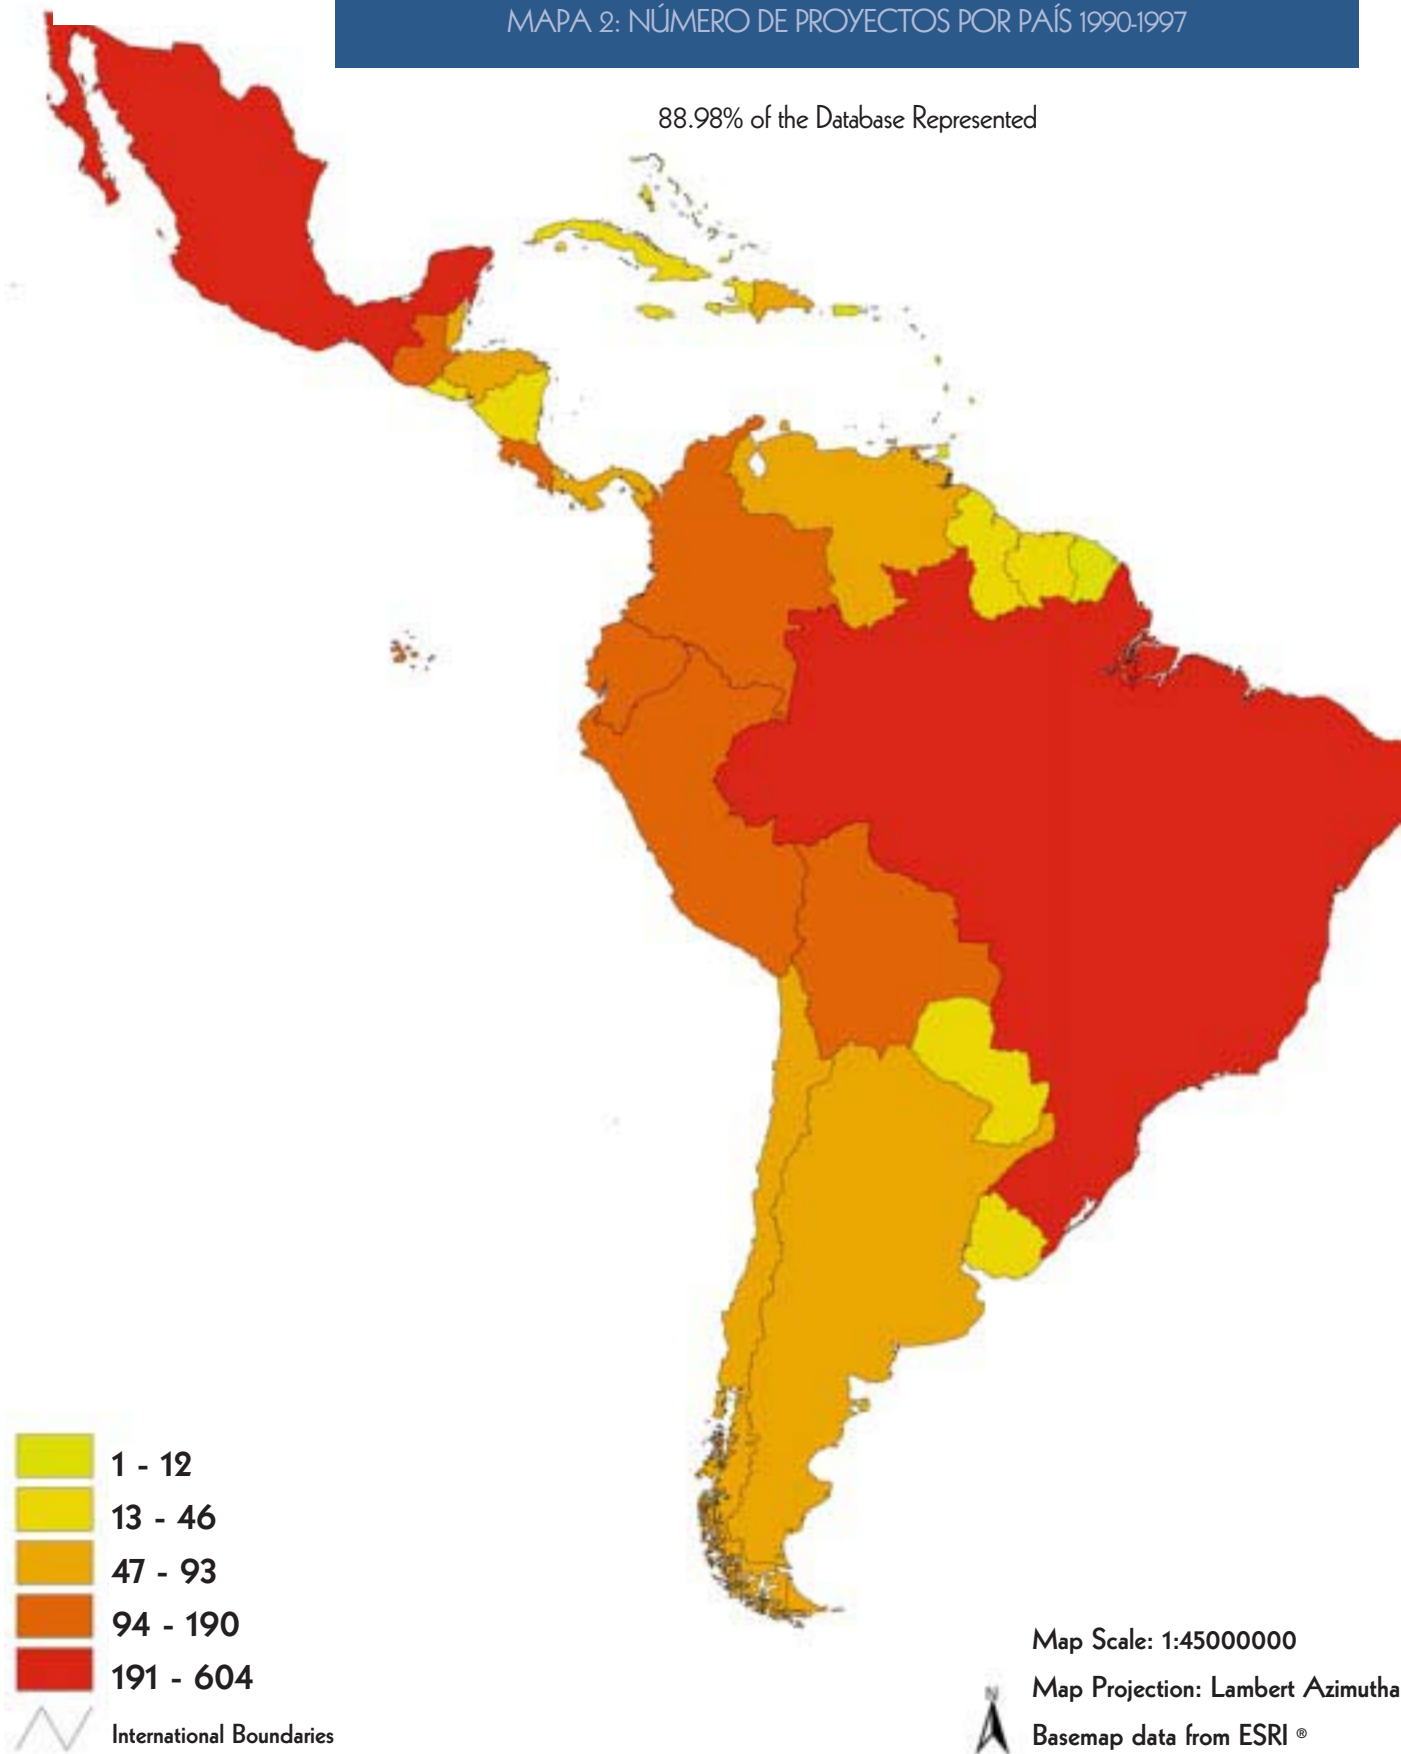 MAPA 2: NÚMERO DE PROYECTOS POR PAÍS 1990-1997
88.98% of the Database Represented
1 - 12
13 - 46
47 - 93
94 - 190
191 - 604
International Boundaries
Map Scale: 1:45000000
N
Map Projection: Lambert Azimutha
Basemap data from ESRI ®